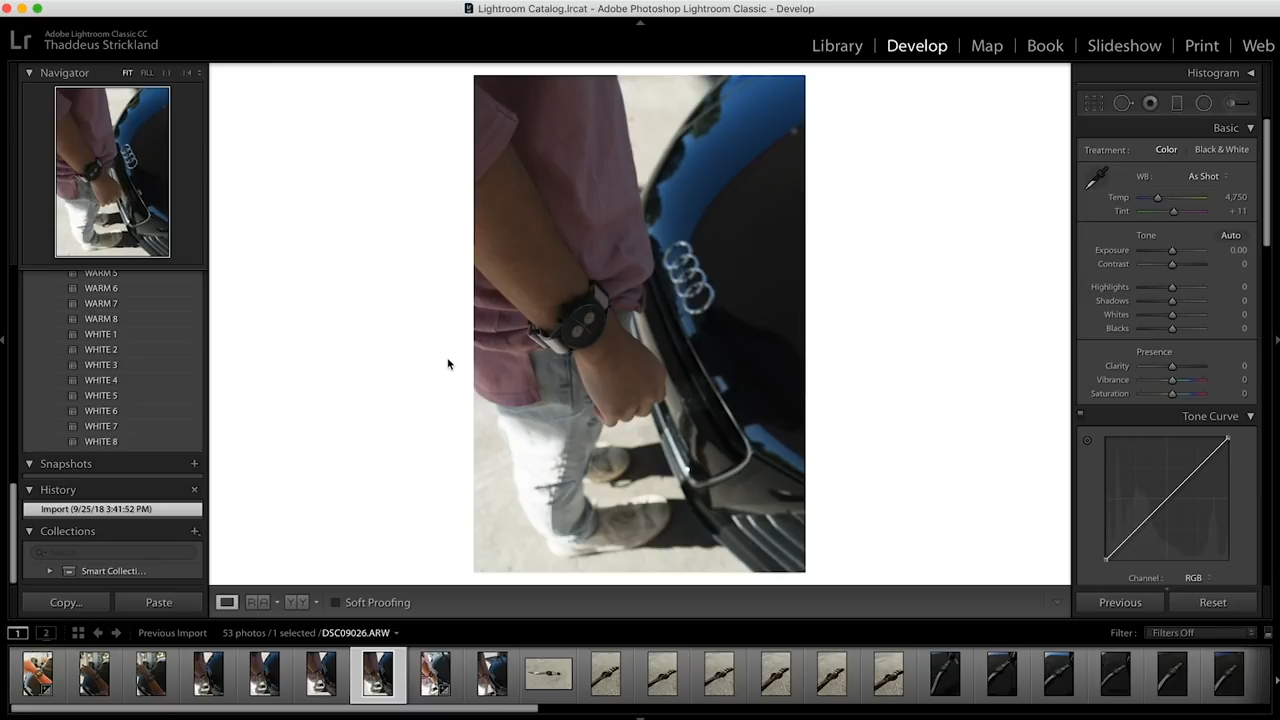 Lightroom Catalog.lrcat - Adobe Photoshop Lightroom Classic - Develop
Lr
Adobe Lightroom Classic CC
Thaddeus Strickland
Library | Develop | Map | Book | Slideshow | Print | Web
Navigator FIT FILL 1:1 1:4
WARM 5
WARM 6
WARM 7
WARM 8
WHITE 1
WHITE 2
WHITE 3
WHITE 4
WHITE 5
WHITE 6
WHITE 7
WHITE 8
Snapshots +
History ×
Import (9/25/18 3:41:52 PM)
Collections +
Smart Collecti...
Copy... Paste
Soft Proofing
Histogram
Basic
Treatment : Color Black & White
WB : As Shot
Temp 4,750
Tint + 11
Tone Auto
Exposure 0.00
Contrast 0
Highlights 0
Shadows 0
Whites 0
Blacks 0
Presence
Clarity 0
Vibrance 0
Saturation 0
Tone Curve
Channel : RGB
Previous Reset
1 2 Previous Import 53 photos / 1 selected / DSC09026.ARW Filter : Filters Off